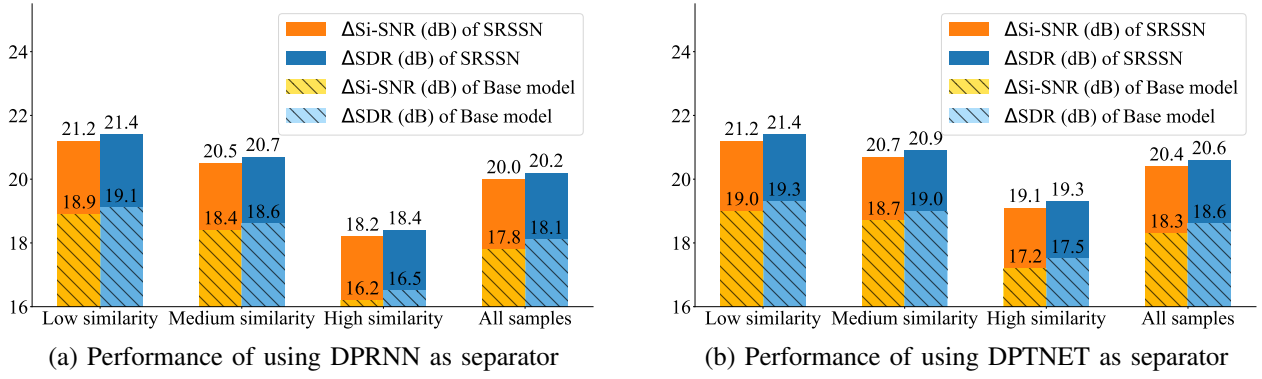 ΔSi-SNR (dB) of SRSSN
ΔSDR (dB) of SRSSN
ΔSi-SNR (dB) of Base model
ΔSDR (dB) of Base model
24
22
20
18
16
21.2 21.4
20.5 20.7
18.2 18.4
20.0 20.2
18.9 19.1
18.4 18.6
16.2 16.5
17.8 18.1
Low similarity Medium similarity High similarity All samples
(a) Performance of using DPRNN as separator
ΔSi-SNR (dB) of SRSSN
ΔSDR (dB) of SRSSN
ΔSi-SNR (dB) of Base model
ΔSDR (dB) of Base model
24
22
20
18
16
21.2 21.4
20.7 20.9
19.1 19.3
20.4 20.6
19.0 19.3
18.7 19.0
17.2 17.5
18.3 18.6
Low similarity Medium similarity High similarity All samples
(b) Performance of using DPTNET as separator